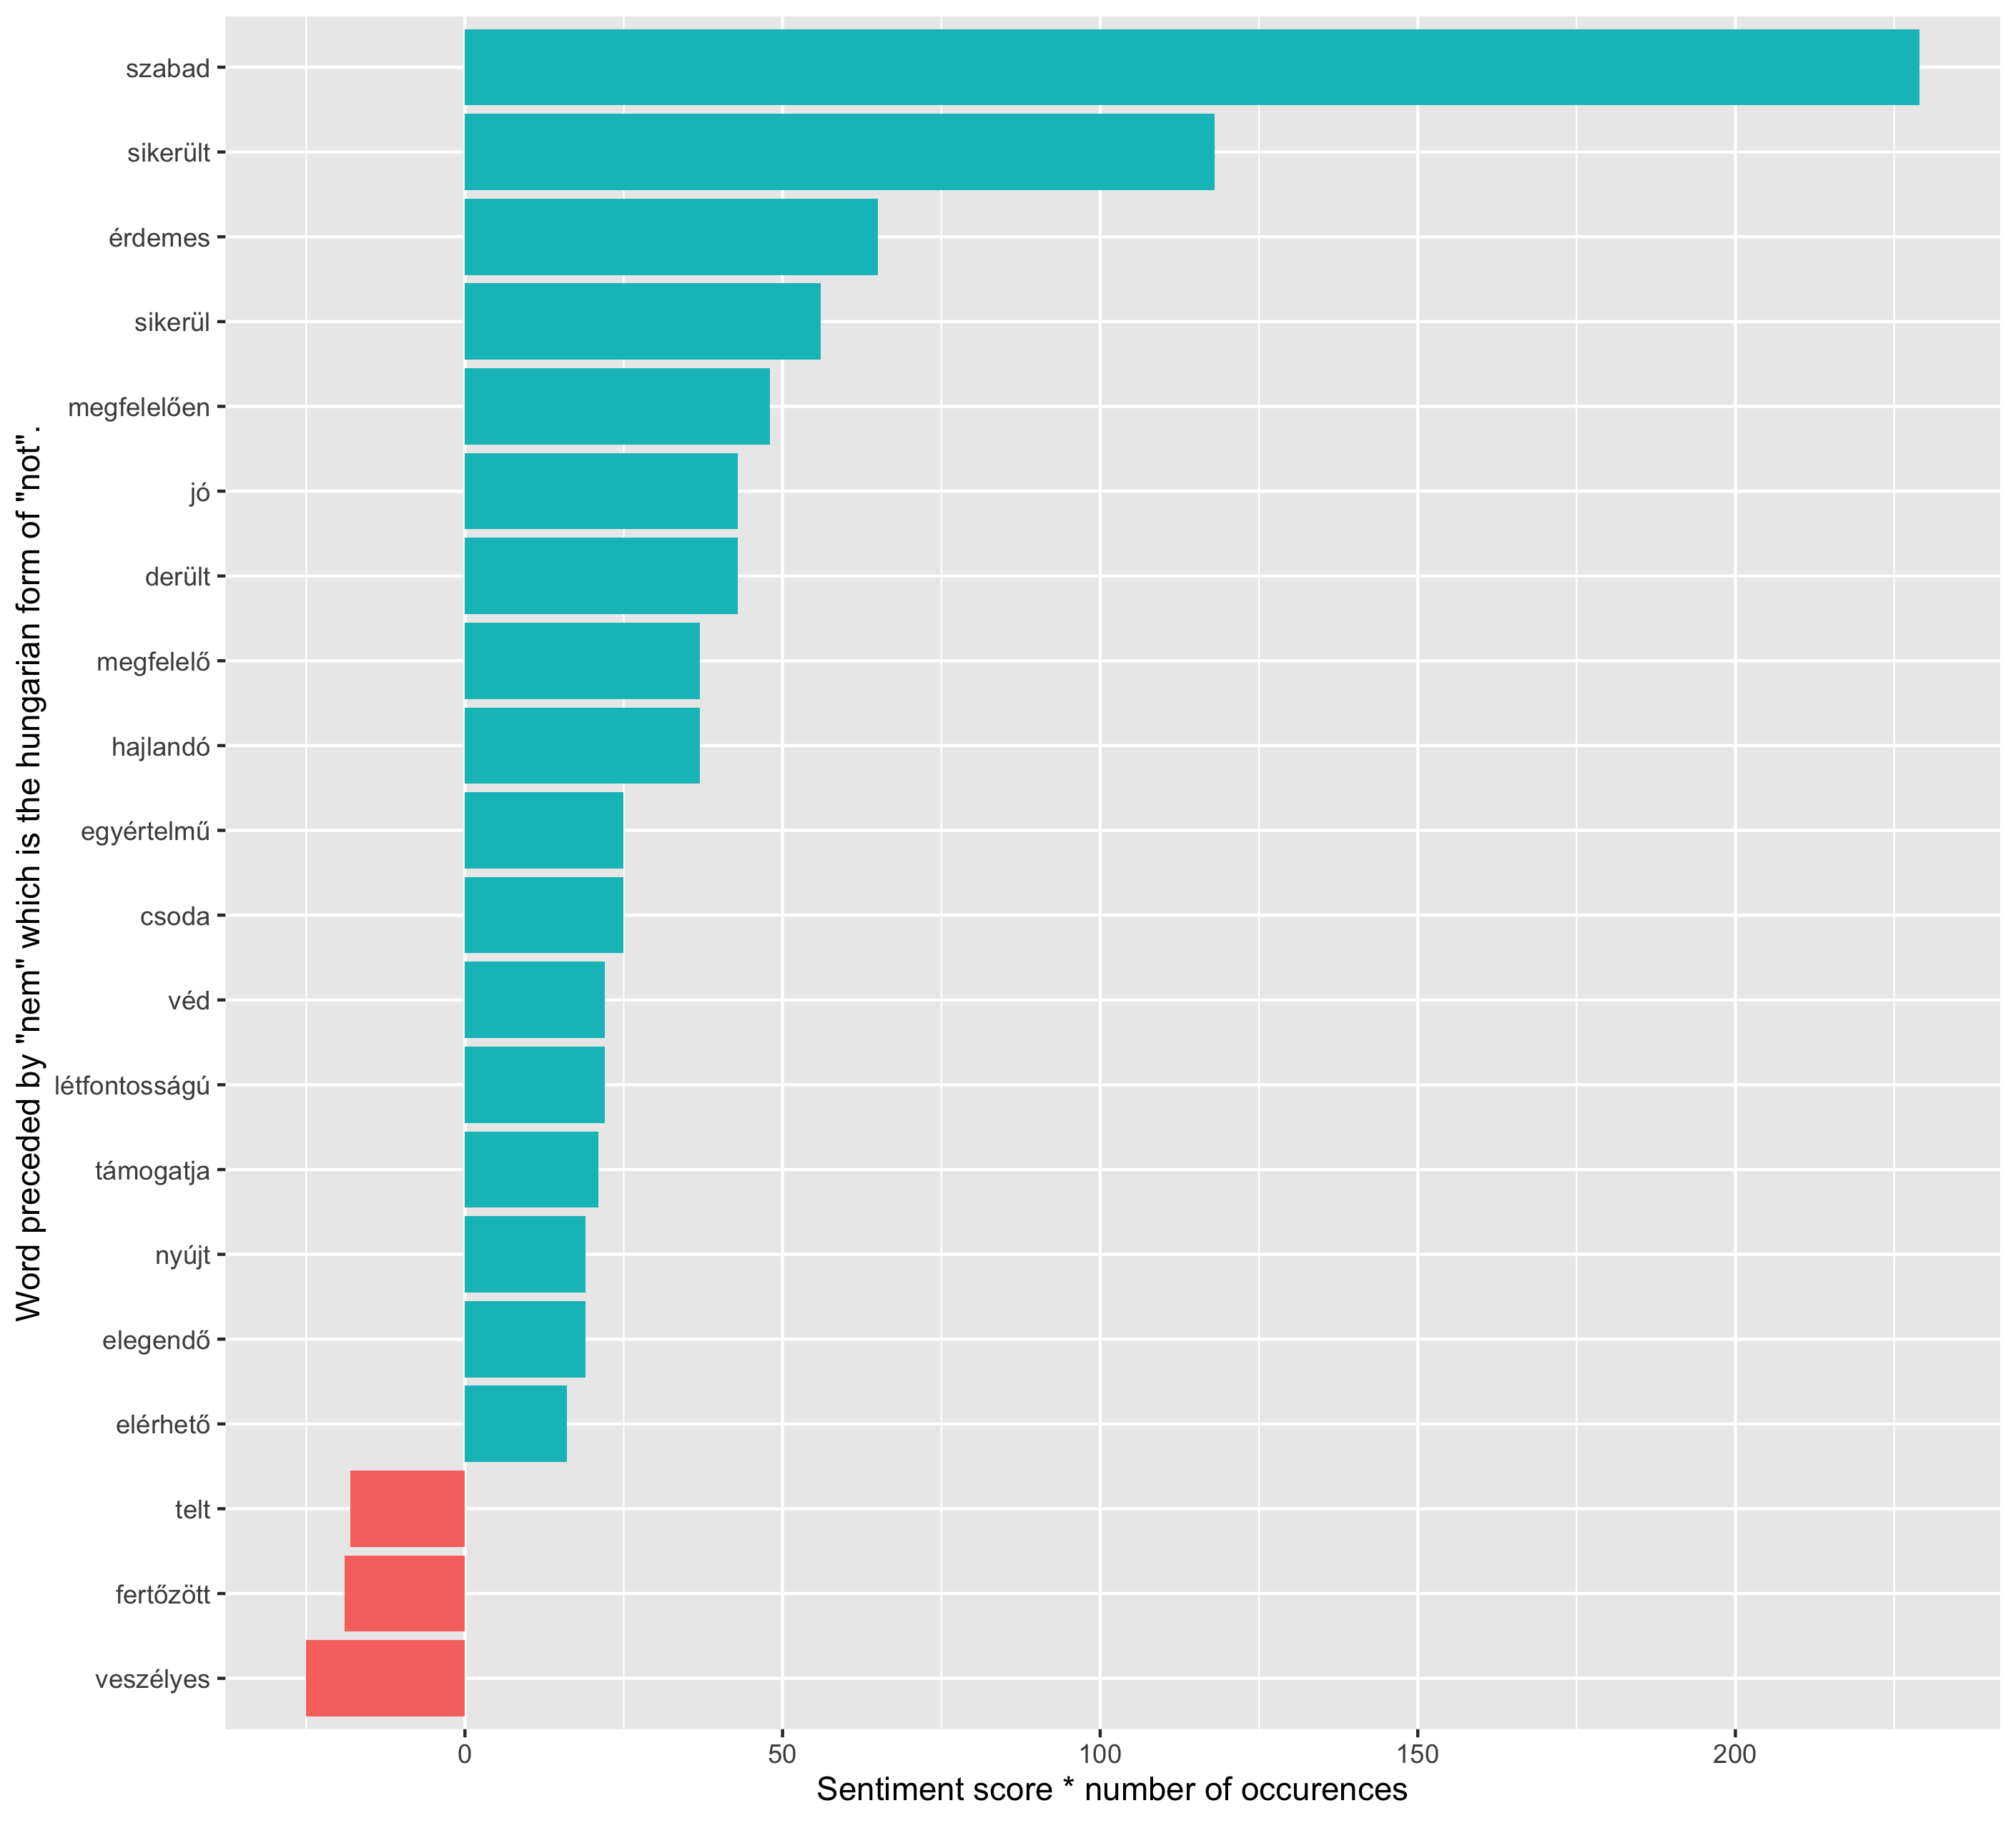 Word preceded by "nem" which is the hungarian form of "not".
szabad
sikerült
érdemes
sikerül
megfelelően
jó
derült
megfelelő
hajlandó
egyértelmű
csoda
véd
létfontosságú
támogatja
nyújt
elegendő
elérhető
telt
fertőzött
veszélyes
0 50 100 150 200
Sentiment score * number of occurences